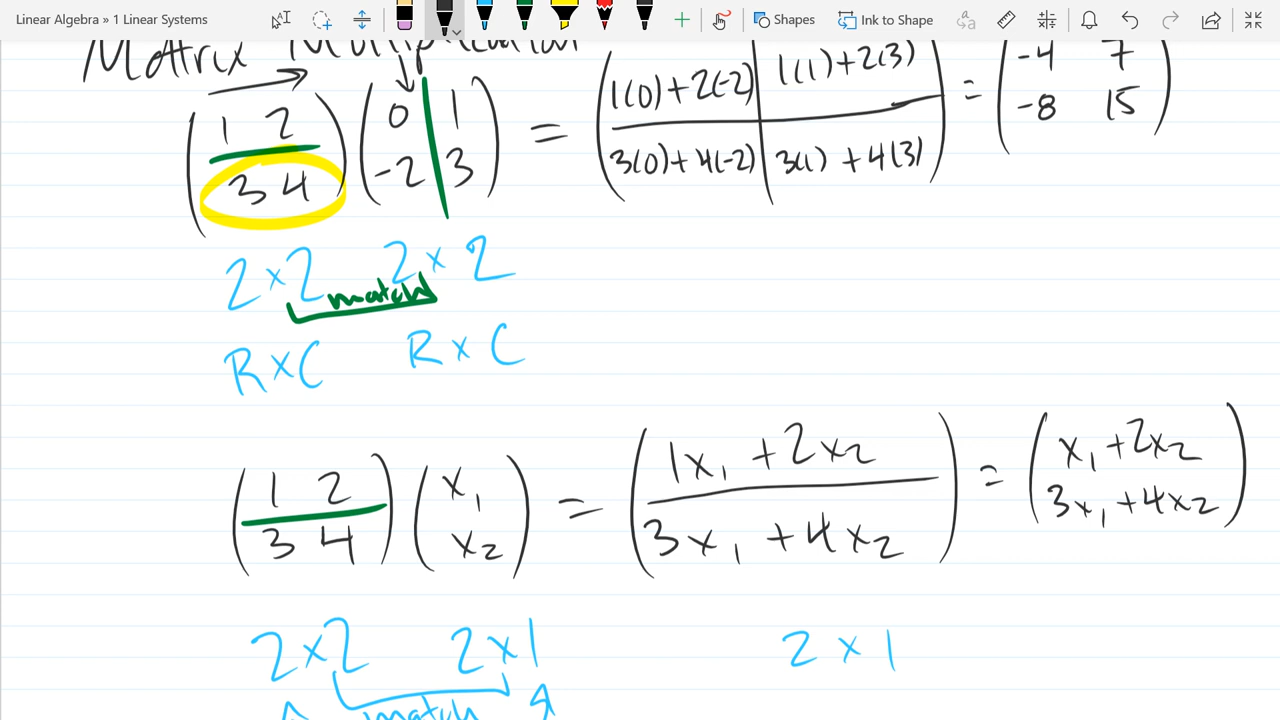 Linear Algebra » 1 Linear Systems
Shapes
Ink to Shape
Matrix Multiplication
(1 2 / 3 4) (0 1 / -2 3) = (1(0)+2(-2) 1(1)+2(3) / 3(0)+4(-2) 3(1)+4(3)) = (-4 7 / -8 15)
2×2 2×2
match
R×C R×C
(1 2 / 3 4) (x₁ / x₂) = (1x₁+2x₂ / 3x₁+4x₂) = (x₁+2x₂ / 3x₁+4x₂)
2×2 2×1 2×1
match